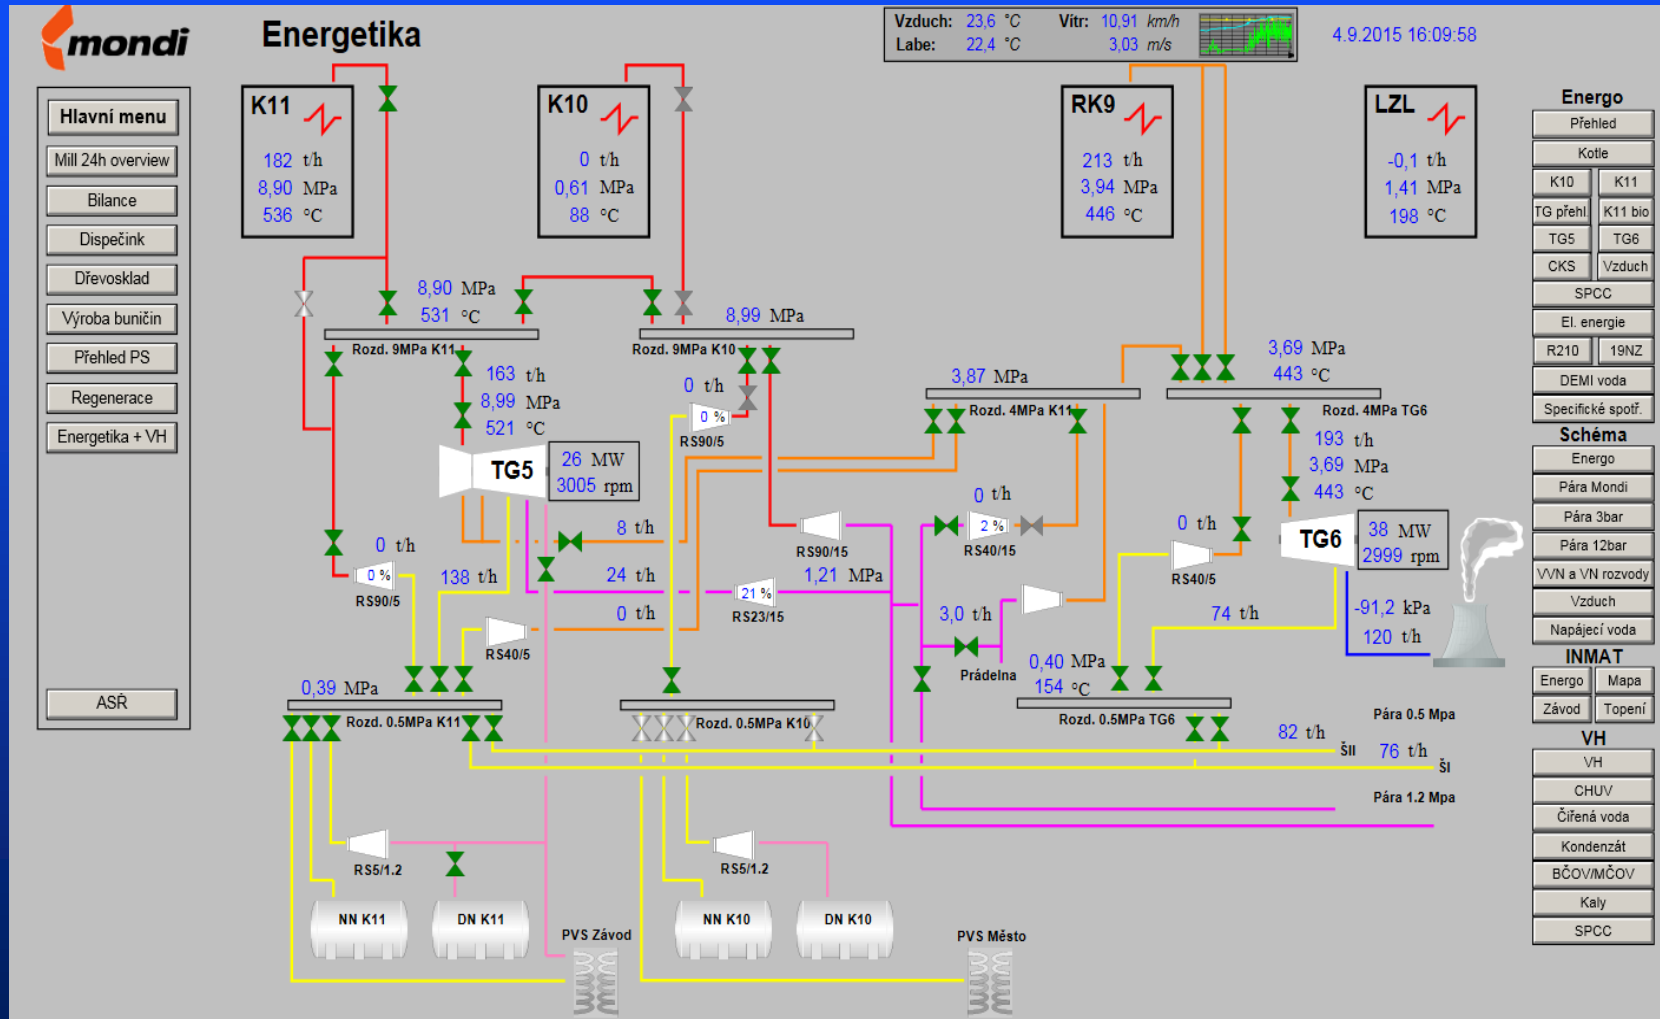 mondi
Energetika
Vzduch: 23,6 °C Vítr: 10,91 km/h
Labe: 22,4 °C 3,03 m/s
4.9.2015 16:09:58
Hlavní menu
Mill 24h overview
Bilance
Dispečink
Dřevosklad
Výroba buničin
Přehled PS
Regenerace
Energetika + VH
ASŘ
K11
182 t/h
8,90 MPa
536 °C
K10
0 t/h
0,61 MPa
88 °C
RK9
213 t/h
3,94 MPa
446 °C
LZL
-0,1 t/h
1,41 MPa
198 °C
8,90 MPa
531 °C
Rozd. 9MPa K11
8,99 MPa
Rozd. 9MPa K10
3,87 MPa
Rozd. 4MPa K11
3,69 MPa
443 °C
Rozd. 4MPa TG6
163 t/h
8,99 MPa
521 °C
0 t/h
0 %
RS90/5
TG5
26 MW
3005 rpm
193 t/h
3,69 MPa
443 °C
TG6
38 MW
2999 rpm
0 t/h
0 %
RS90/5
138 t/h
8 t/h
24 t/h
0 t/h
RS40/5
RS90/15
1,21 MPa
21 %
RS23/15
0 t/h
2 %
RS40/15
0 t/h
RS40/5
3,0 t/h
Prádelna
74 t/h
-91,2 kPa
120 t/h
0,39 MPa
Rozd. 0.5MPa K11
Rozd. 0.5MPa K10
0,40 MPa
154 °C
Rozd. 0.5MPa TG6
Pára 0.5 Mpa
82 t/h
ŠII
76 t/h
ŠI
Pára 1.2 Mpa
RS5/1.2
RS5/1.2
NN K11
DN K11
NN K10
DN K10
PVS Závod
PVS Město
Energo
Přehled
Kotle
K10 K11
TG přehl. K11 bio
TG5 TG6
CKS Vzduch
SPCC
El. energie
R210 19NZ
DEMI voda
Specifické spotř.
Schéma
Energo
Pára Mondi
Pára 3bar
Pára 12bar
VVN a VN rozvody
Vzduch
Napájecí voda
INMAT
Energo Mapa
Závod Topení
VH
VH
CHUV
Čiřená voda
Kondenzát
BČOV/MČOV
Kaly
SPCC